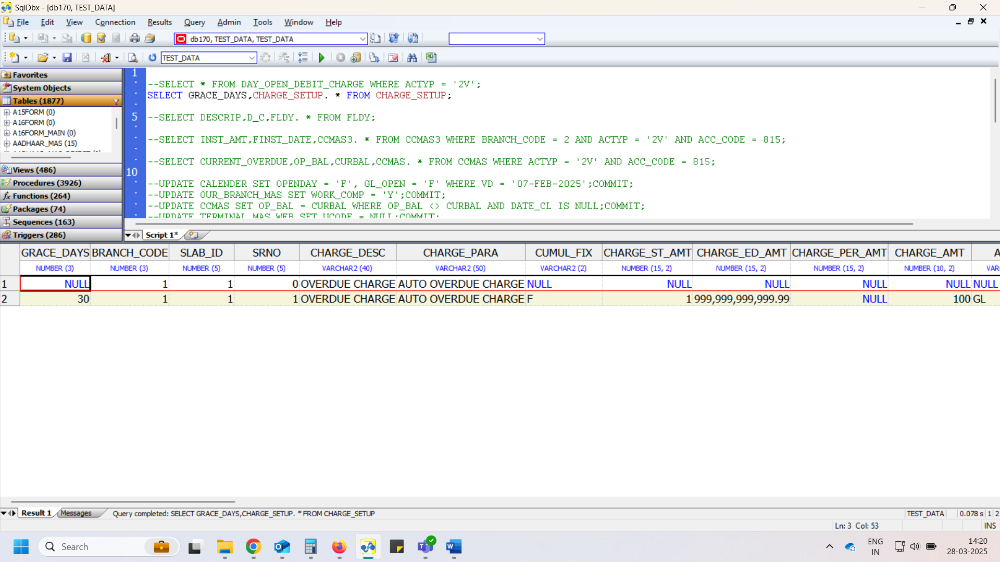 SqlDbx - [db170, TEST_DATA]
File Edit View Connection Results Query Admin Tools Window Help
db170, TEST_DATA, TEST_DATA
TEST_DATA
Favorites
System Objects
Tables (1877)
A15FORM (0)
A16FORM (0)
A16FORM_MAIN (0)
AADHAAR_MAS (15)
Views (486)
Procedures (3926)
Functions (264)
Packages (74)
Sequences (163)
Triggers (286)
1
--SELECT * FROM DAY_OPEN_DEBIT_CHARGE WHERE ACTYP = '2V';
SELECT GRACE_DAYS,CHARGE_SETUP. * FROM CHARGE_SETUP;
5 --SELECT DESCRIP,D_C,FLDY. * FROM FLDY;
--SELECT INST_AMT,FINST_DATE,CCMAS3. * FROM CCMAS3 WHERE BRANCH_CODE = 2 AND ACTYP = '2V' AND ACC_CODE = 815;
--SELECT CURRENT_OVERDUE,OP_BAL,CURBAL,CCMAS. * FROM CCMAS WHERE ACTYP = '2V' AND ACC_CODE = 815;
10
--UPDATE CALENDER SET OPENDAY = 'F', GL_OPEN = 'F' WHERE VD = '07-FEB-2025';COMMIT;
--UPDATE OUR_BRANCH_MAS SET WORK_COMP = 'Y';COMMIT;
--UPDATE CCMAS SET OP_BAL = CURBAL WHERE OP_BAL <> CURBAL AND DATE_CL IS NULL;COMMIT;
--UPDATE TERMINAL_MAS_WEB SET UCODE = NULL;COMMIT;
Script 1*
GRACE_DAYS BRANCH_CODE SLAB_ID SRNO CHARGE_DESC CHARGE_PARA CUMUL_FIX CHARGE_ST_AMT CHARGE_ED_AMT CHARGE_PER_AMT CHARGE_AMT A
NUMBER (3) NUMBER (3) NUMBER (5) NUMBER (5) VARCHAR2 (40) VARCHAR2 (50) VARCHAR2 (2) NUMBER (15, 2) NUMBER (15, 2) NUMBER (15, 2) NUMBER (10, 2) VAR
1 NULL 1 1 0 OVERDUE CHARGE AUTO OVERDUE CHARGE NULL NULL NULL NULL NULL NULL
2 30 1 1 1 OVERDUE CHARGE AUTO OVERDUE CHARGE F 1 999,999,999,999.99 NULL 100 GL
Result 1 Messages Query completed: SELECT GRACE_DAYS,CHARGE_SETUP. * FROM CHARGE_SETUP TEST_DATA 0.078 s 1 2
Ln: 3 Col: 53 INS
Search
ENG
IN
14:20
28-03-2025